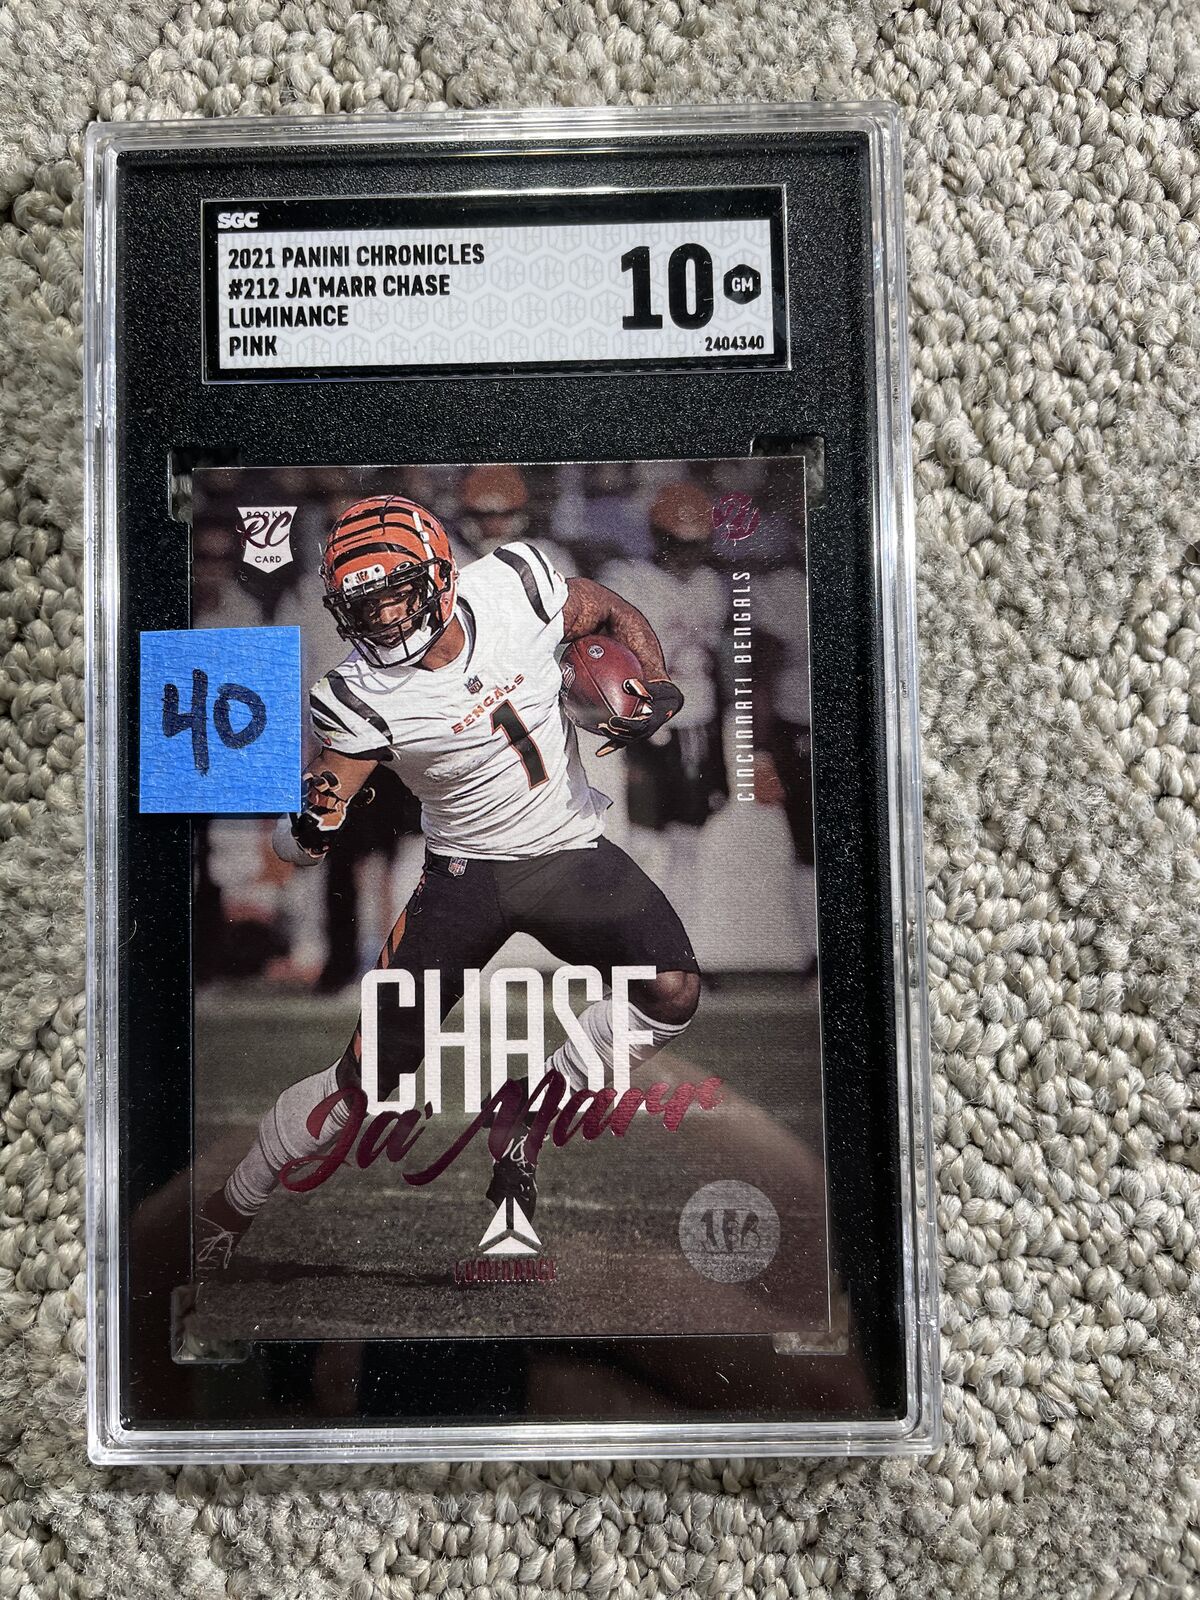 SGC
2021 PANINI CHRONICLES
#212 JA'MARR CHASE
LUMINANCE
PINK
10
GM
2404340
ROOKIE
RC
CARD
CINCINNATI BENGALS
40
BENGALS
1
CHASE
Ja'Marr
LUMINANCE